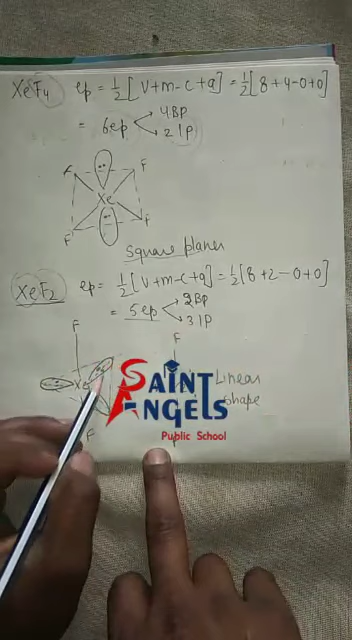 XeF₄ ep = ½[V+m-c+a] = ½[8+4-0+0]
= 6ep 4BP
2lP
F F
Xe
F F
square planer
XeF₂ ep = ½[V+m-c+a] = ½[8+2-0+0]
= 5ep 2BP
3lP
F F
Xe Linear
shape
F
SAINT
ANGELS
Public School